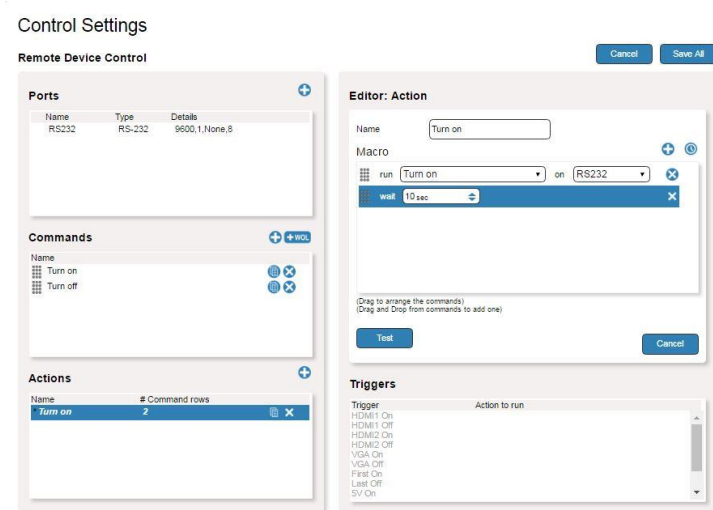 Control Settings
Remote Device Control
Cancel
Save All
Ports
Name Type Details
RS232 RS-232 9600,1,None,8
Commands
+ WOL
Name
Turn on
Turn off
Actions
Name # Command rows
* Turn on 2
Editor: Action
Name Turn on
Macro
run Turn on on RS232
wait 10 sec
(Drag to arrange the commands)
(Drag and Drop from commands to add one)
Test
Cancel
Triggers
Trigger Action to run
HDMI1 On
HDMI1 Off
HDMI2 On
HDMI2 Off
VGA On
VGA Off
First On
Last Off
5V On